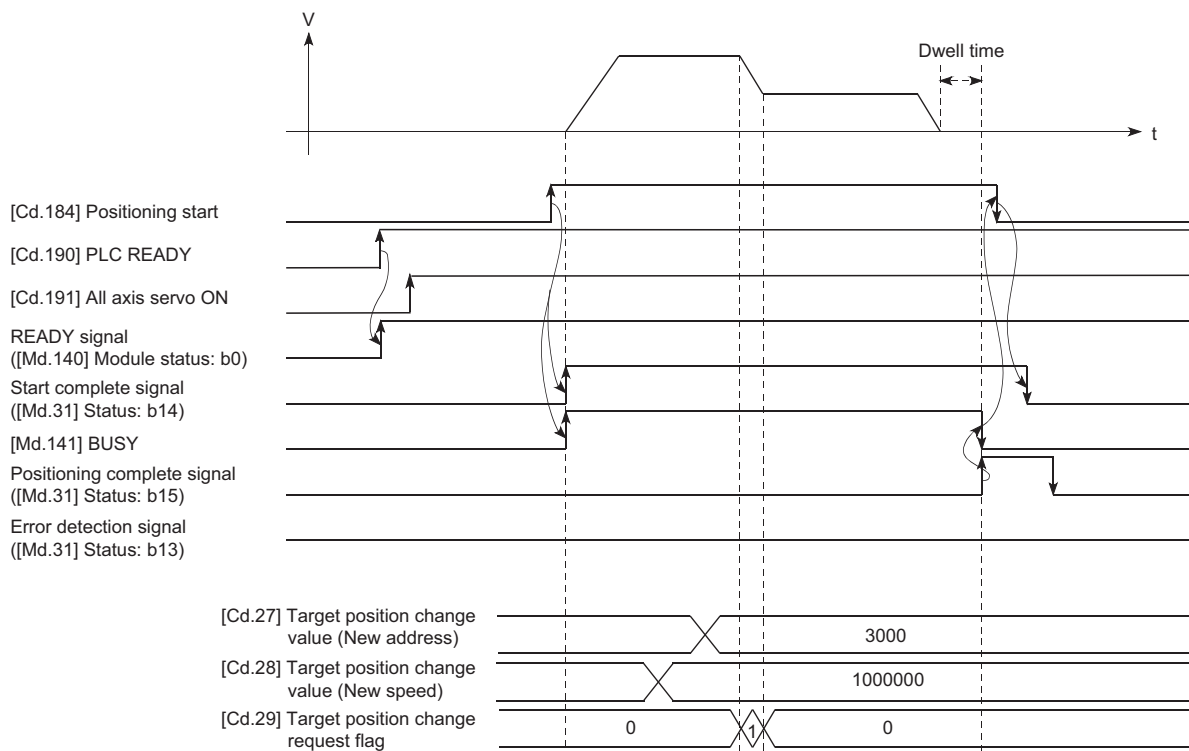 V
Dwell time
t
[Cd.184] Positioning start
[Cd.190] PLC READY
[Cd.191] All axis servo ON
READY signal
([Md.140] Module status: b0)
Start complete signal
([Md.31] Status: b14)
[Md.141] BUSY
Positioning complete signal
([Md.31] Status: b15)
Error detection signal
([Md.31] Status: b13)
[Cd.27] Target position change
value (New address)
3000
[Cd.28] Target position change
value (New speed)
1000000
[Cd.29] Target position change
request flag
0
1
0